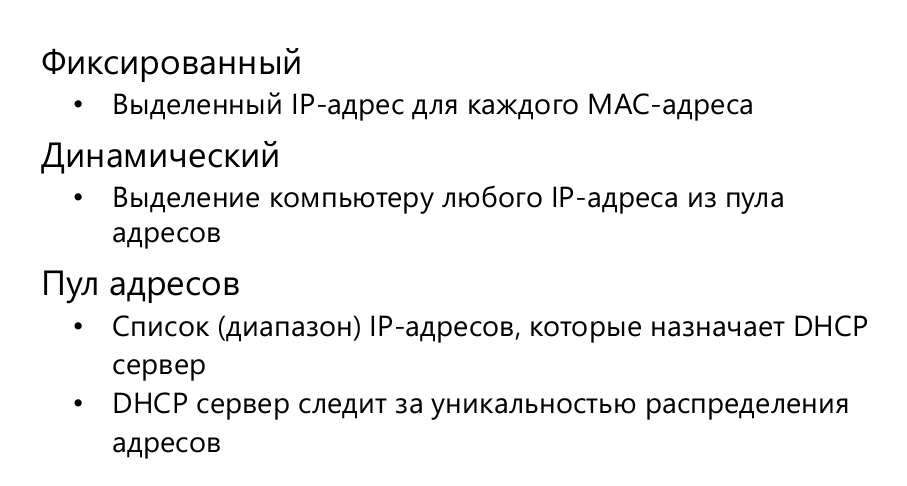 Фиксированный
• Выделенный IP-адрес для каждого MAC-адреса
Динамический
• Выделение компьютеру любого IP-адреса из пула
адресов
Пул адресов
• Список (диапазон) IP-адресов, которые назначает DHCP
сервер
• DHCP сервер следит за уникальностью распределения
адресов